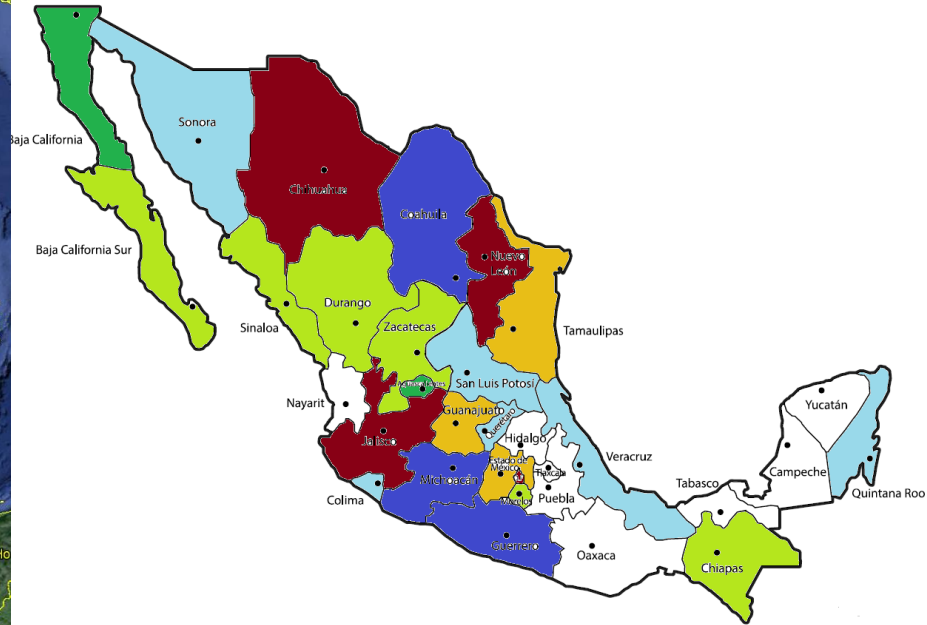 Sonora
Baja California
Chihuahua
Coahuila
Baja California Sur
Nuevo
León
Durango
Sinaloa
Zacatecas
Tamaulipas
Aguascalientes
San Luis Potosí
Nayarit
Guanajuato
Querétaro
Yucatán
Jalisco
Hidalgo
Estado de
México
Veracruz
Michoacán
Tlaxcala
Campeche
Tabasco
Quintana Roo
Colima
Morelos
Puebla
Guerrero
Oaxaca
Chiapas
Ho